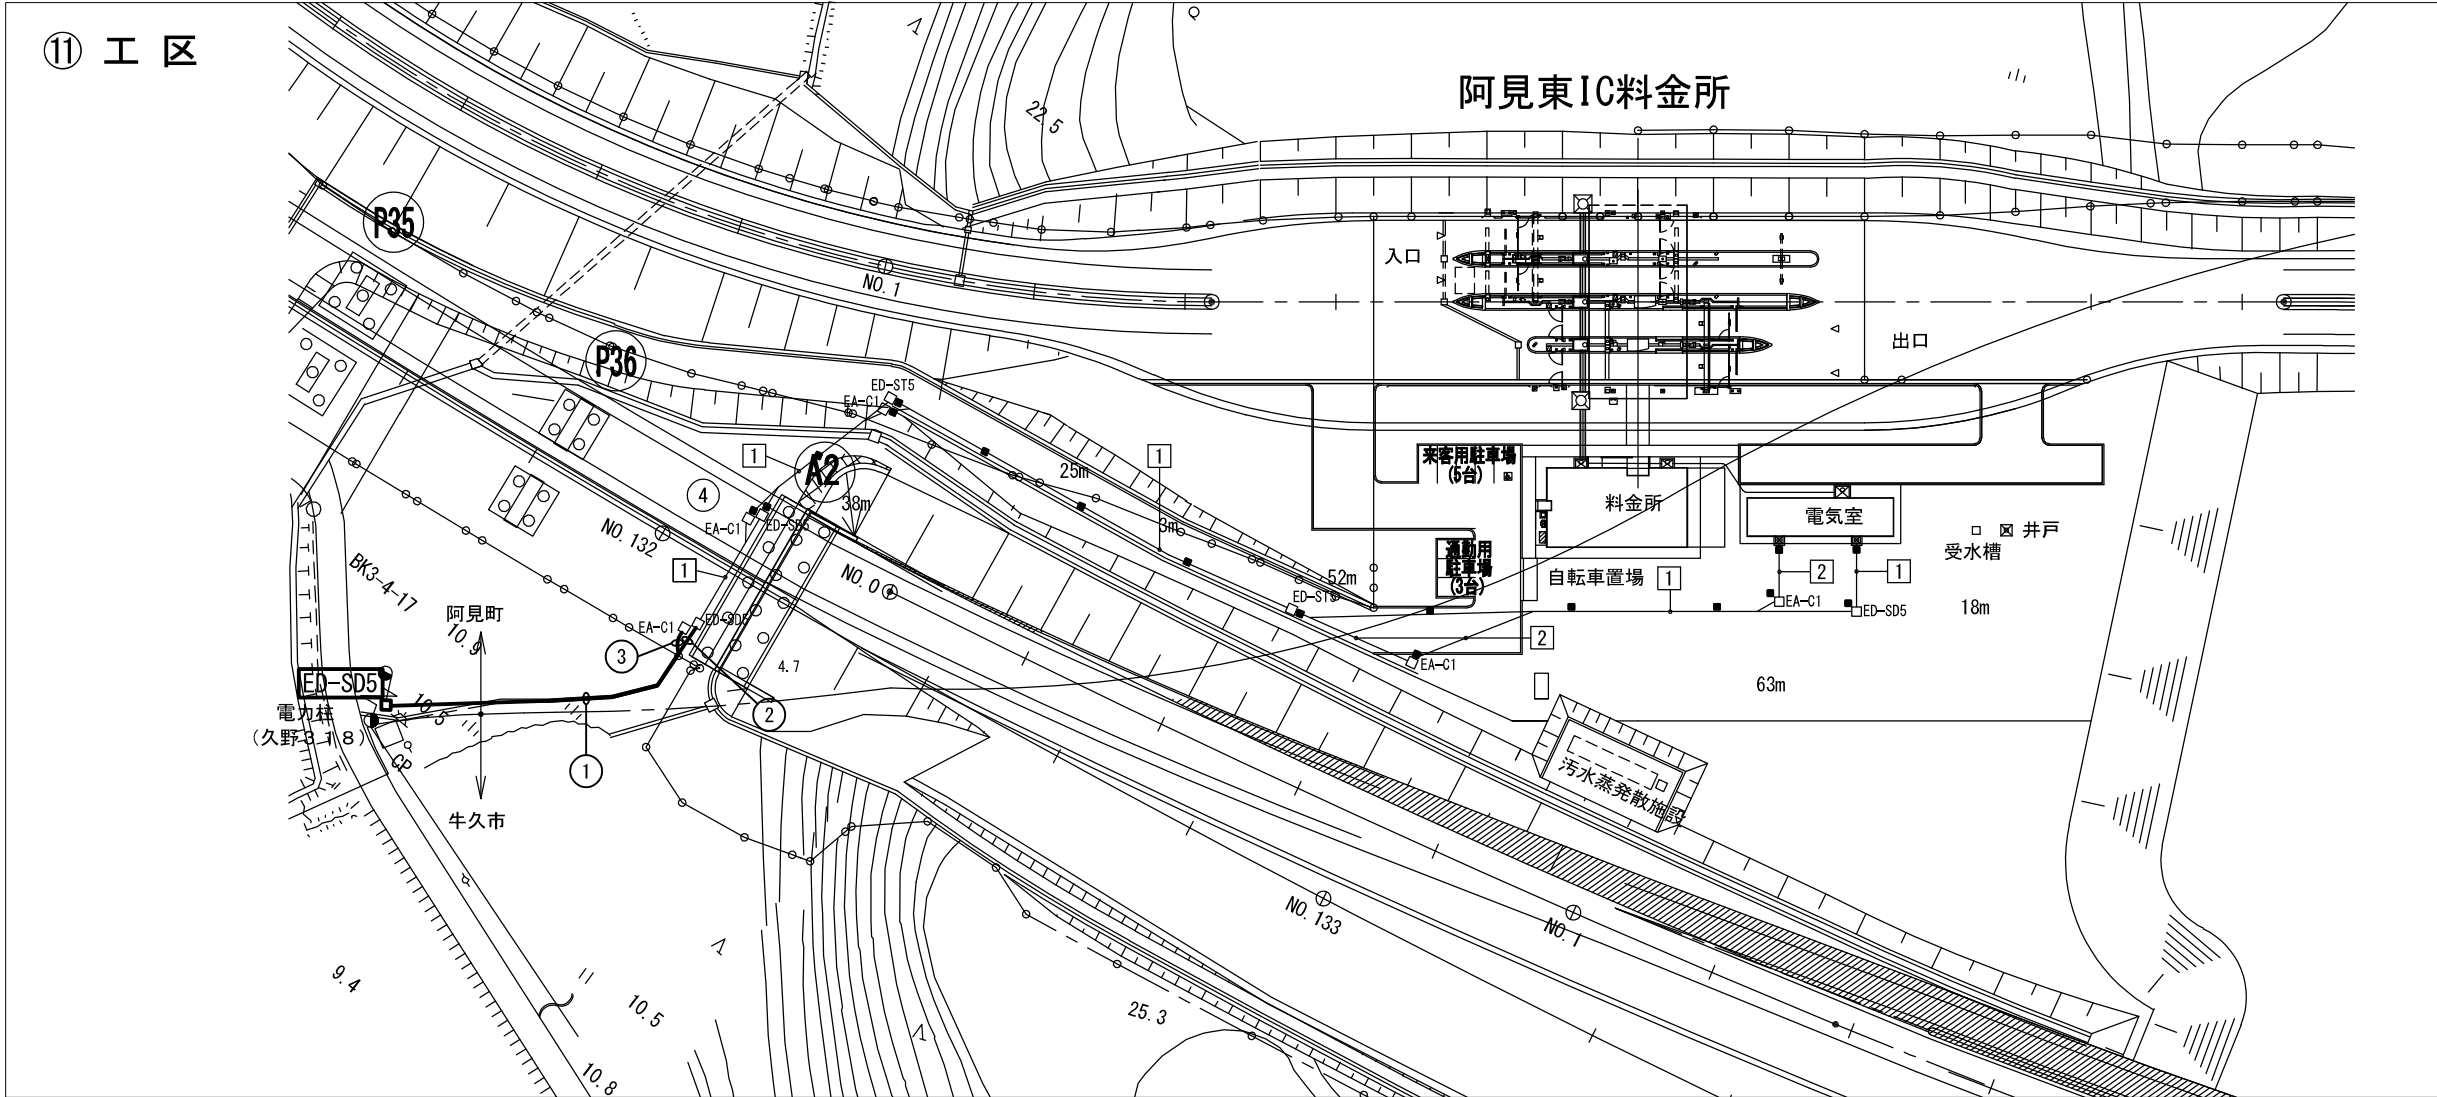 ⑪ 工 区
阿見東IC料金所
22.5
P35
NO.1
入口
出口
P36
ED-ST5
EA-C1
1
A2
25m
1
来客用駐車場
(5台)
料金所
電気室
井戸
受水槽
4
38m
3m
EA-C1
ED-SD5
NO.132
1
NO.0
通勤用
駐車場
(3台)
52m
自転車置場
1
2
1
BK3-4-17
ED-ST5
EA-C1
ED-SD5
18m
阿見町
10.9
EA-C1
ED-SD5
3
2
EA-C1
4.7
63m
ED-SD5
10.5
電力柱
(久野318)
2
1
CP
牛久市
汚水蒸発散施設
NO.133
NO.1
9.4
10.5
25.3
10.8